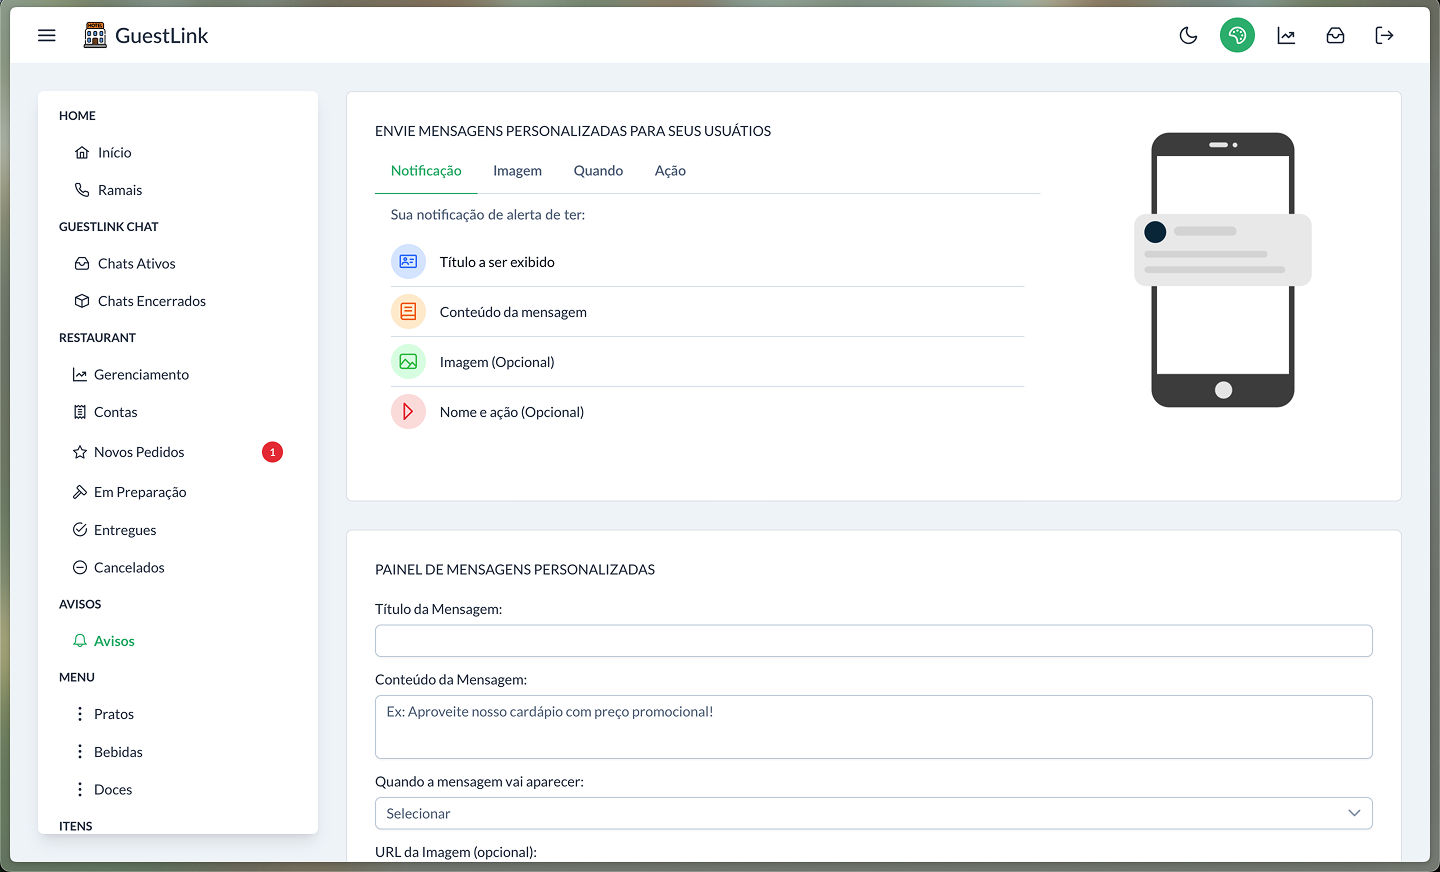 GuestLink
HOME
Início
Ramais
GUESTLINK CHAT
Chats Ativos
Chats Encerrados
RESTAURANT
Gerenciamento
Contas
Novos Pedidos 1
Em Preparação
Entregues
Cancelados
AVISOS
Avisos
MENU
Pratos
Bebidas
Doces
ITENS
ENVIE MENSAGENS PERSONALIZADAS PARA SEUS USUÁTIOS
Notificação Imagem Quando Ação
Sua notificação de alerta de ter:
Título a ser exibido
Conteúdo da mensagem
Imagem (Opcional)
Nome e ação (Opcional)
PAINEL DE MENSAGENS PERSONALIZADAS
Título da Mensagem:
Conteúdo da Mensagem:
Ex: Aproveite nosso cardápio com preço promocional!
Quando a mensagem vai aparecer:
Selecionar
URL da Imagem (opcional):